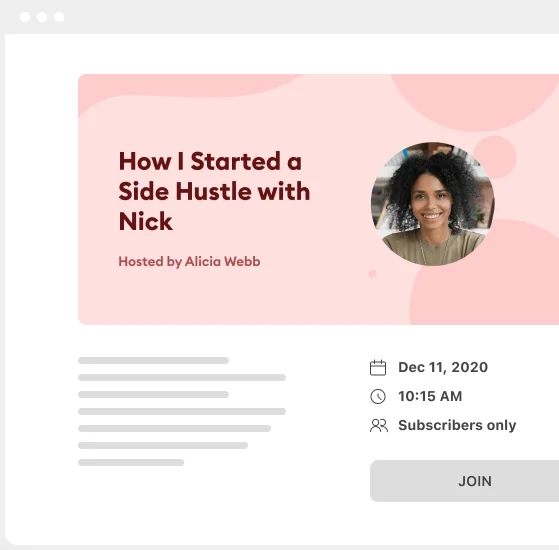 How I Started a
Side Hustle with
Nick
Hosted by Alicia Webb
Dec 11, 2020
10:15 AM
Subscribers only
JOIN